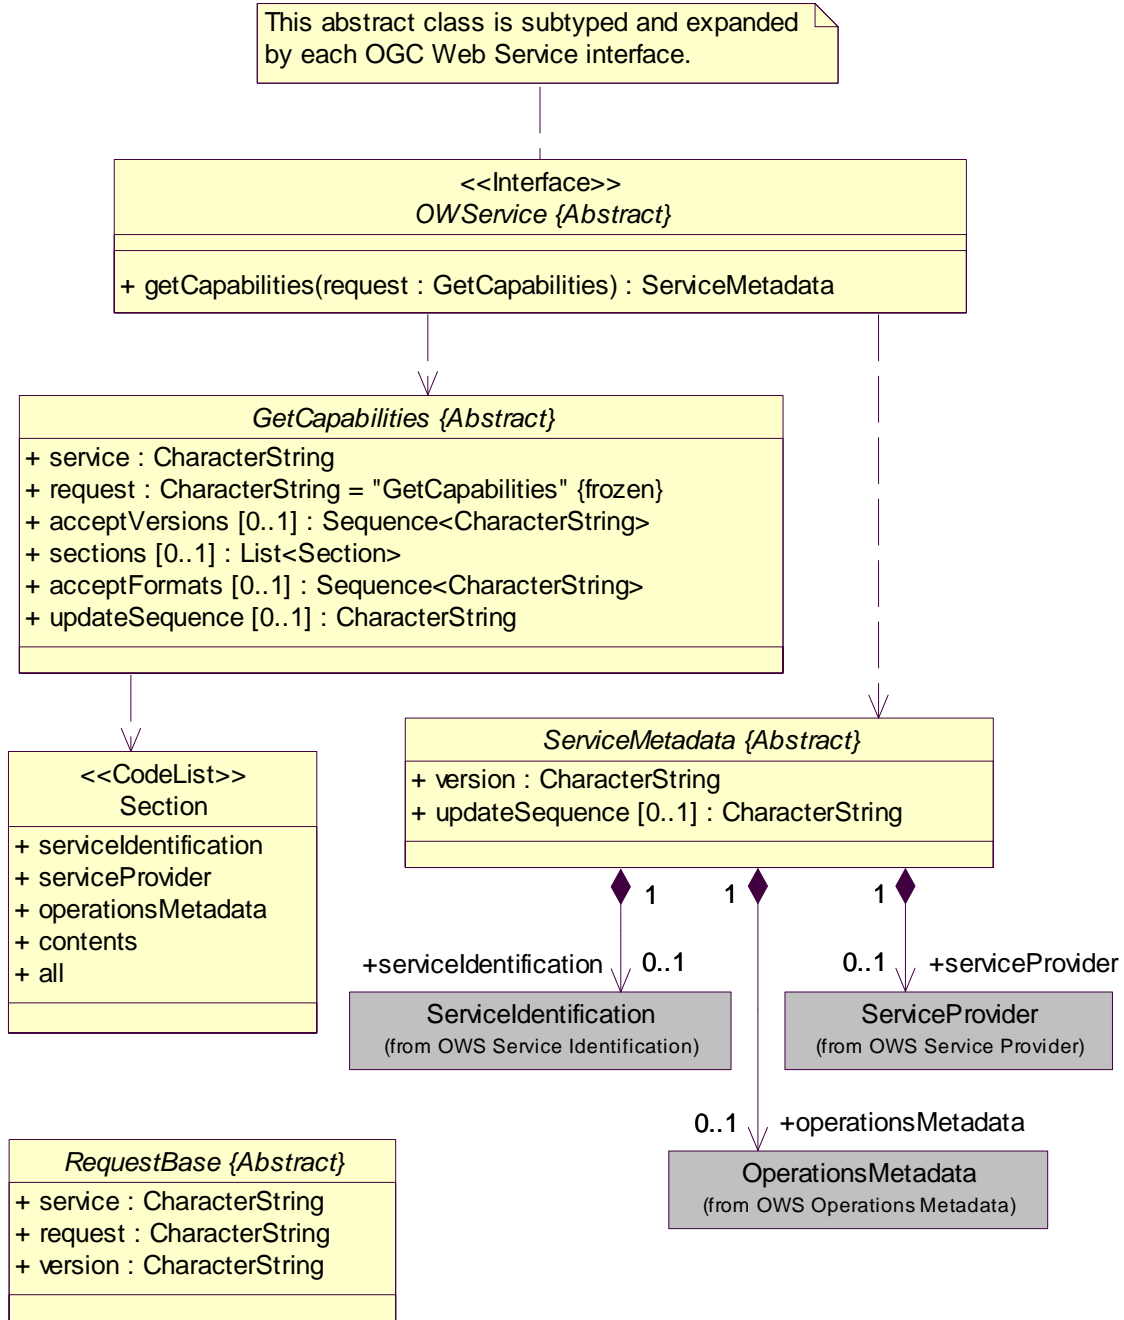 This abstract class is subtyped and expanded
by each OGC Web Service interface.
<<Interface>>
OWService {Abstract}
+ getCapabilities(request : GetCapabilities) : ServiceMetadata
GetCapabilities {Abstract}
+ service : CharacterString
+ request : CharacterString = "GetCapabilities" {frozen}
+ acceptVersions [0..1] : Sequence<CharacterString>
+ sections [0..1] : List<Section>
+ acceptFormats [0..1] : Sequence<CharacterString>
+ updateSequence [0..1] : CharacterString
ServiceMetadata {Abstract}
+ version : CharacterString
+ updateSequence [0..1] : CharacterString
<<CodeList>>
Section
+ serviceIdentification
+ serviceProvider
+ operationsMetadata
+ contents
+ all
1
1
1
+serviceIdentification
0..1
0..1
+serviceProvider
ServiceIdentification
(from OWS Service Identification)
ServiceProvider
(from OWS Service Provider)
0..1
+operationsMetadata
OperationsMetadata
(from OWS Operations Metadata)
RequestBase {Abstract}
+ service : CharacterString
+ request : CharacterString
+ version : CharacterString